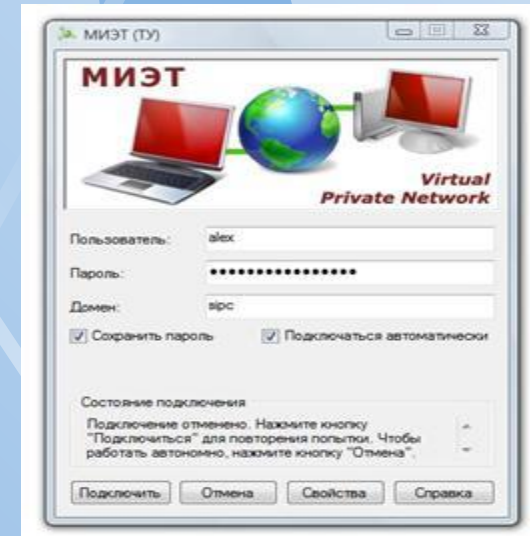 МИЭТ (ТУ)
МИЭТ
Virtual
Private Network
Пользователь: alex
Пароль: ••••••••••••••••
Домен: sipc
Сохранить пароль Подключаться автоматически
Состояние подключения
Подключение отменено. Нажмите кнопку
"Подключиться" для повторения попытки. Чтобы
работать автономно, нажмите кнопку "Отмена".
Подключить Отмена Свойства Справка